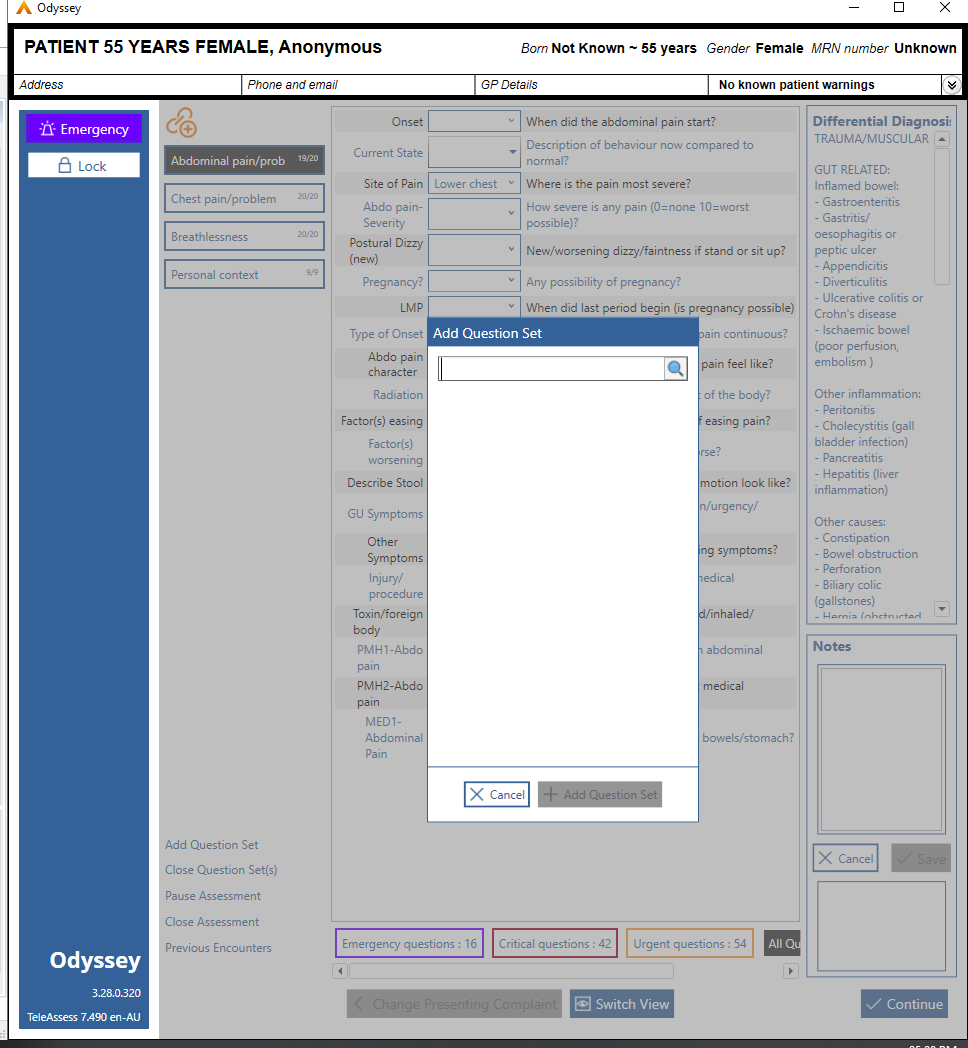 Odyssey
PATIENT 55 YEARS FEMALE, Anonymous
Born Not Known ~ 55 years Gender Female MRN number Unknown
Address
Phone and email
GP Details
No known patient warnings
Emergency
Lock
Abdominal pain/prob 19/20
Chest pain/problem 20/20
Breathlessness 20/20
Personal context 9/9
Add Question Set
Close Question Set(s)
Pause Assessment
Close Assessment
Previous Encounters
Odyssey
3.28.0.320
TeleAssess 7.490 en-AU
Onset When did the abdominal pain start?
Current State Description of behaviour now compared to
normal?
Site of Pain Lower chest Where is the pain most severe?
Abdo pain-
Severity
How severe is any pain (0=none 10=worst
possible)?
Postural Dizzy
(new)
New/worsening dizzy/faintness if stand or sit up?
Pregnancy? Any possibility of pregnancy?
LMP When did last period begin (is pregnancy possible)
Type of Onset pain continuous?
Abdo pain
character
pain feel like?
Radiation t of the body?
Factor(s) easing f easing pain?
Factor(s)
worsening
rse?
Describe Stool motion look like?
GU Symptoms
n/urgency/
Other
Symptoms
ing symptoms?
Injury/
procedure
nedical
Toxin/foreign
body
d/inhaled/
PMH1-Abdo
pain
n abdominal
PMH2-Abdo
pain
medical
MED1-
Abdominal
Pain
bowels/stomach?
Add Question Set
Cancel
Add Question Set
Emergency questions : 16
Critical questions : 42
Urgent questions : 54
All Qu
Change Presenting Complaint
Switch View
Continue
Differential Diagnosi
TRAUMA/MUSCULAR
GUT RELATED:
Inflamed bowel:
- Gastroenteritis
- Gastritis/
oesophagitis or
peptic ulcer
- Appendicitis
- Diverticulitis
- Ulcerative colitis or
Crohn's disease
- Ischaemic bowel
(poor perfusion,
embolism )
Other inflammation:
- Peritonitis
- Cholecystitis (gall
bladder infection)
- Pancreatitis
- Hepatitis (liver
inflammation)
Other causes:
- Constipation
- Bowel obstruction
- Perforation
- Biliary colic
(gallstones)
- Hernia (obstructed
Notes
Cancel
Save